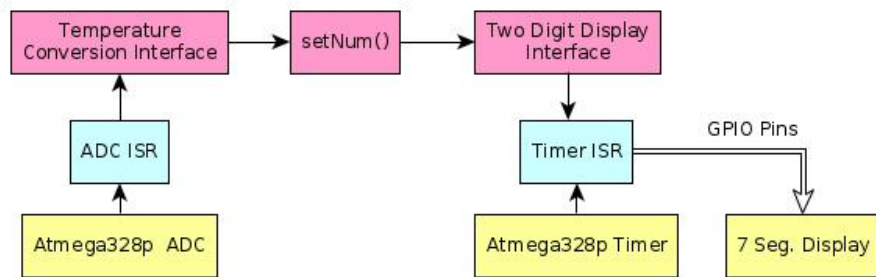 Temperature
Conversion Interface
setNum()
Two Digit Display
Interface
ADC ISR
Timer ISR
GPIO Pins
Atmega328p ADC
Atmega328p Timer
7 Seg. Display